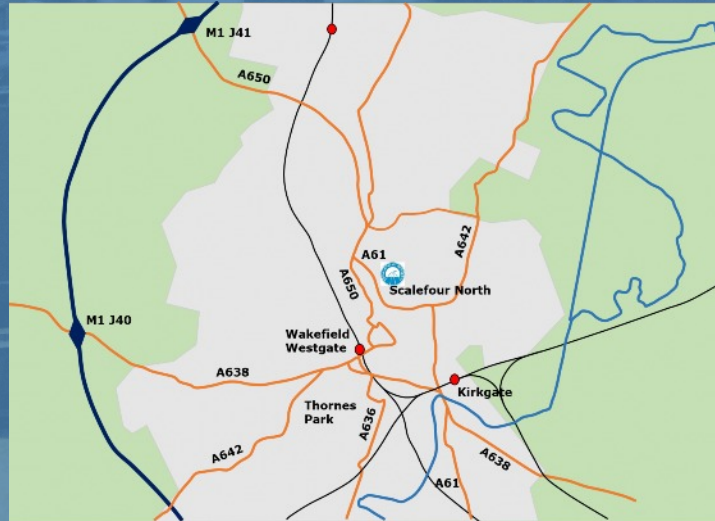 M1 J41
A650
A61
A642
A650
Scalefour North
M1 J40
Wakefield
Westgate
A638
Kirkgate
Thornes
Park
A636
A642
A638
A61